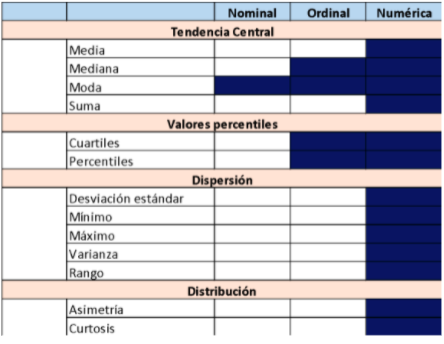 Nominal Ordinal Numérica
Tendencia Central
Media
Mediana
Moda
Suma
Valores percentiles
Cuartiles
Percentiles
Dispersión
Desviación estándar
Mínimo
Máximo
Varianza
Rango
Distribución
Asimetria
Curtosis